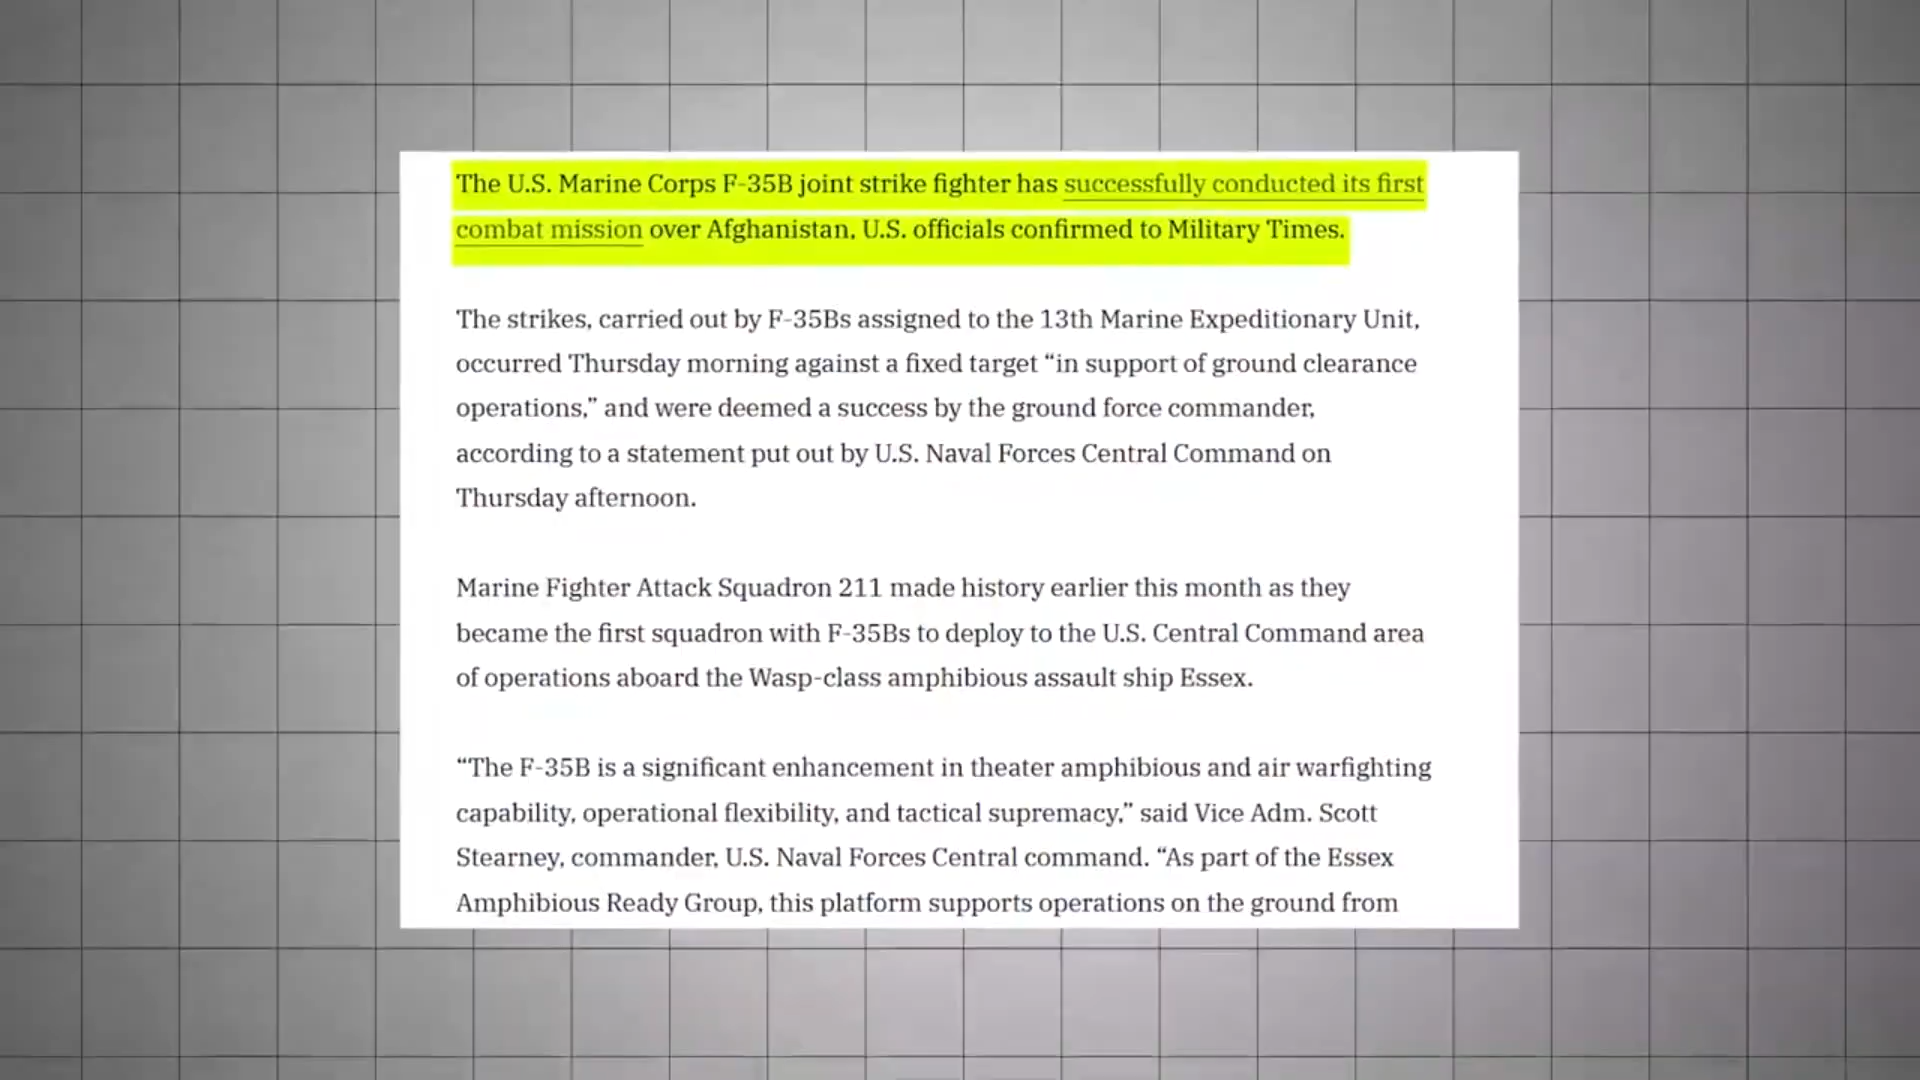 The U.S. Marine Corps F-35B joint strike fighter has successfully conducted its first
combat mission over Afghanistan, U.S. officials confirmed to Military Times.
The strikes, carried out by F-35Bs assigned to the 13th Marine Expeditionary Unit,
occurred Thursday morning against a fixed target “in support of ground clearance
operations,” and were deemed a success by the ground force commander,
according to a statement put out by U.S. Naval Forces Central Command on
Thursday afternoon.
Marine Fighter Attack Squadron 211 made history earlier this month as they
became the first squadron with F-35Bs to deploy to the U.S. Central Command area
of operations aboard the Wasp-class amphibious assault ship Essex.
“The F-35B is a significant enhancement in theater amphibious and air warfighting
capability, operational flexibility, and tactical supremacy,” said Vice Adm. Scott
Stearney, commander, U.S. Naval Forces Central command. “As part of the Essex
Amphibious Ready Group, this platform supports operations on the ground from